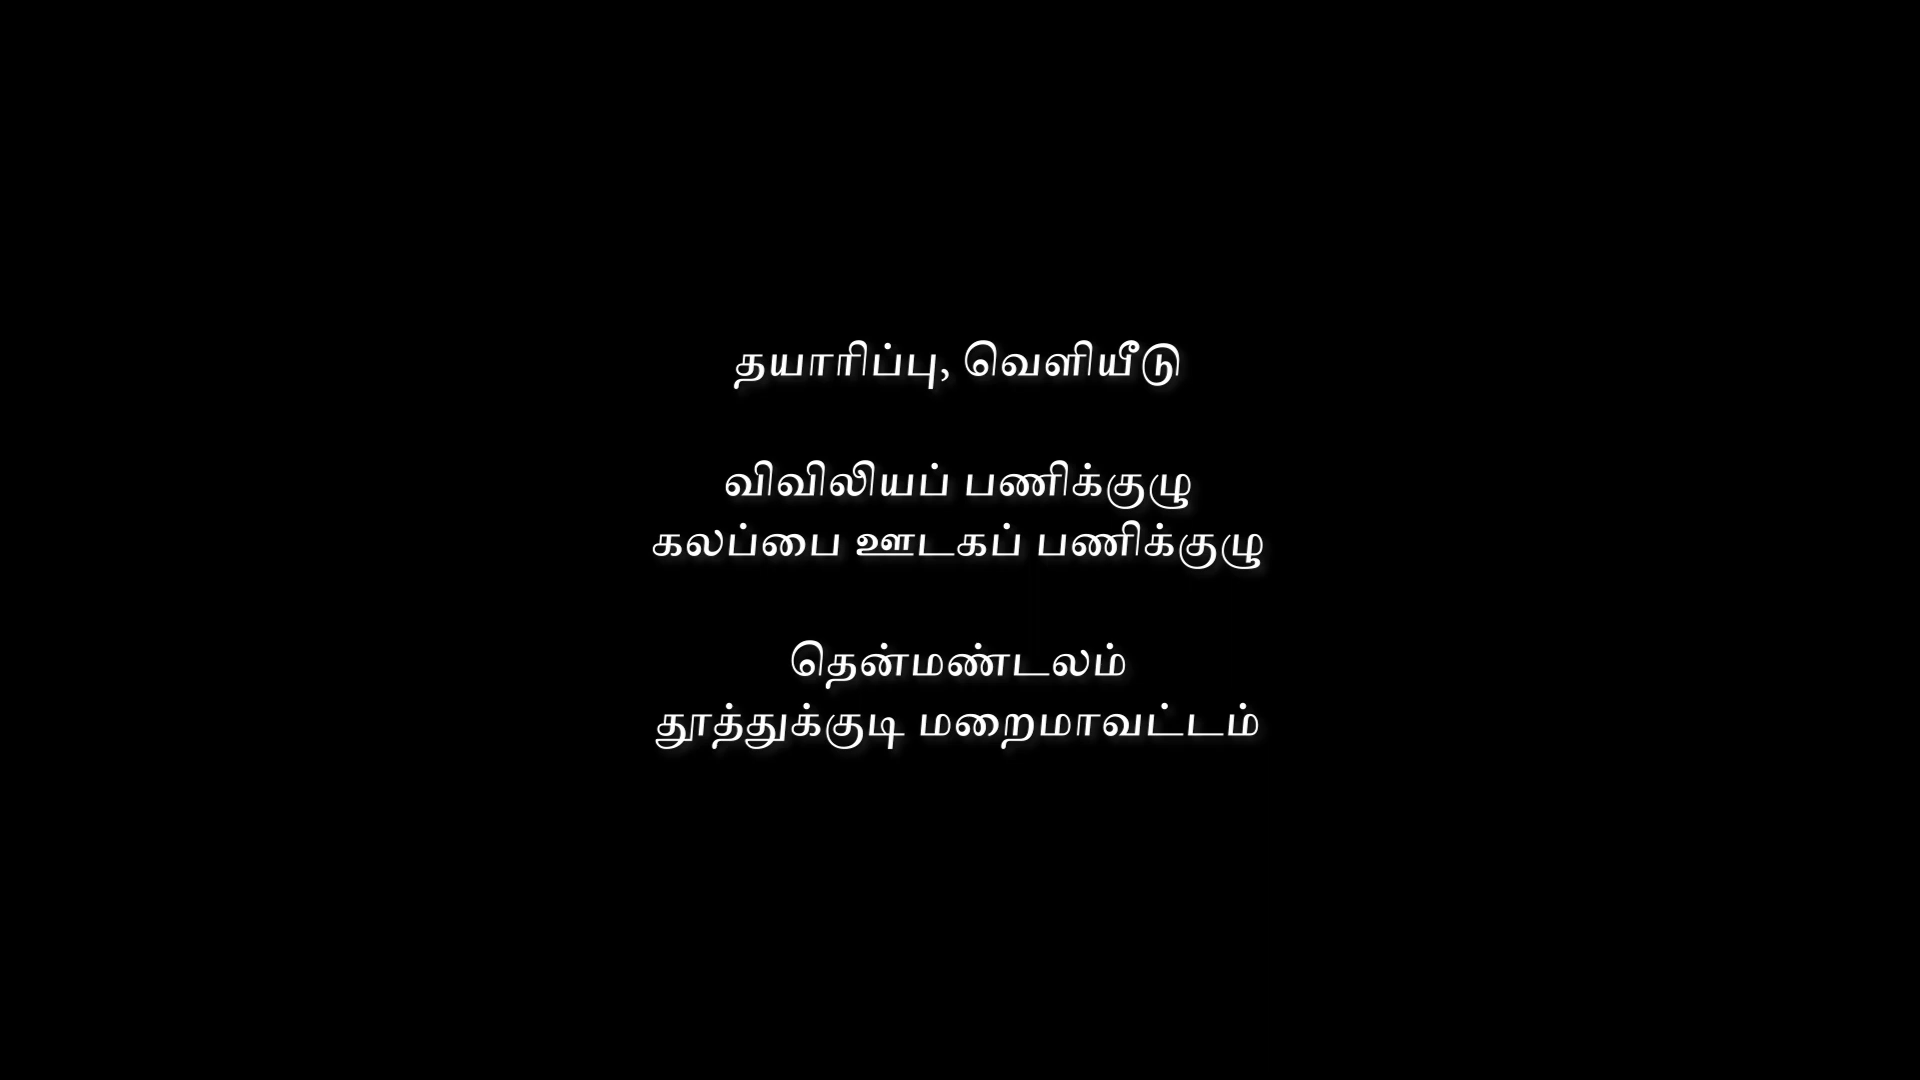 தயாரிப்பு, வெளியீடு
விவிலியப் பணிக்குழு
கலப்பை ஊடகப் பணிக்குழு
தென்மண்டலம்
தூத்துக்குடி மறைமாவட்டம்